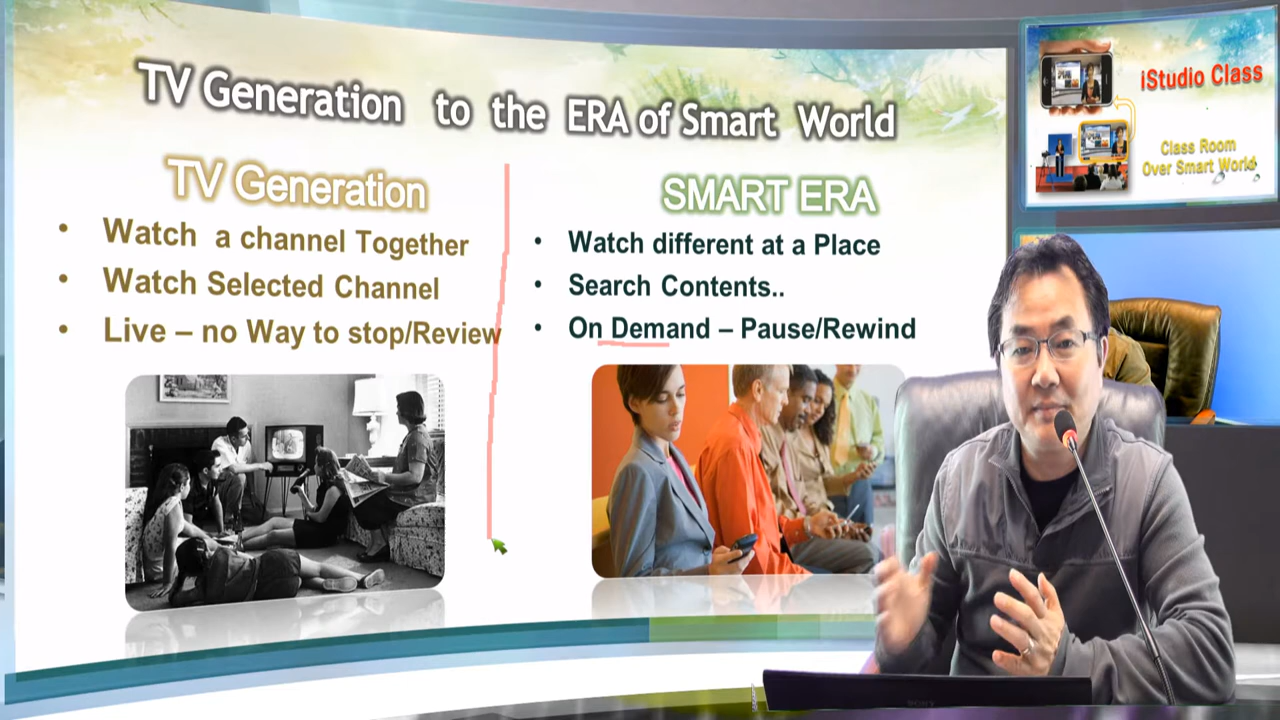 TV Generation to the ERA of Smart World
TV Generation
• Watch a channel Together
• Watch Selected Channel
• Live – no Way to stop/Review
SMART ERA
• Watch different at a Place
• Search Contents..
• On Demand – Pause/Rewind
iStudio Class
Class Room
Over Smart World
SONY